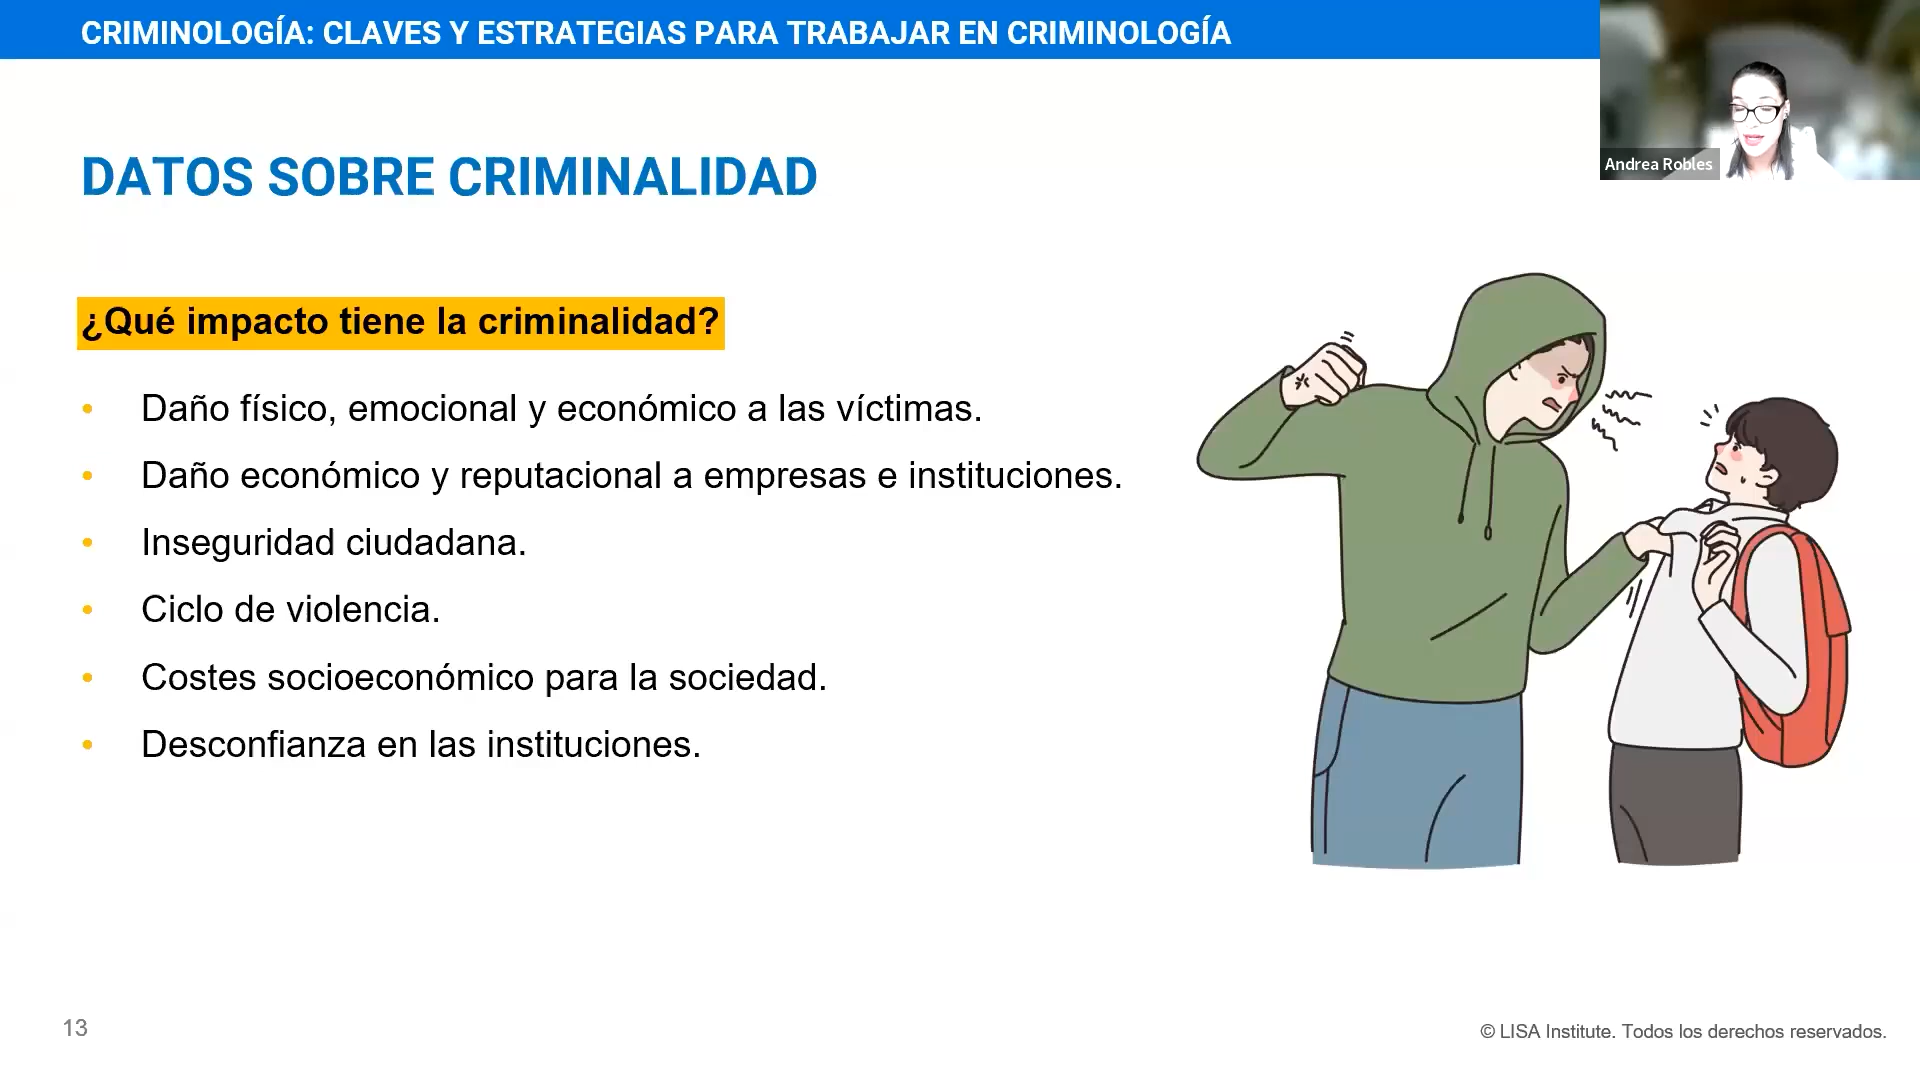 CRIMINOLOGÍA: CLAVES Y ESTRATEGIAS PARA TRABAJAR EN CRIMINOLOGÍA
Andrea Robles
DATOS SOBRE CRIMINALIDAD
¿Qué impacto tiene la criminalidad?
• Daño físico, emocional y económico a las víctimas.
• Daño económico y reputacional a empresas e instituciones.
• Inseguridad ciudadana.
• Ciclo de violencia.
• Costes socioeconómico para la sociedad.
• Desconfianza en las instituciones.
13
© LISA Institute. Todos los derechos reservados.